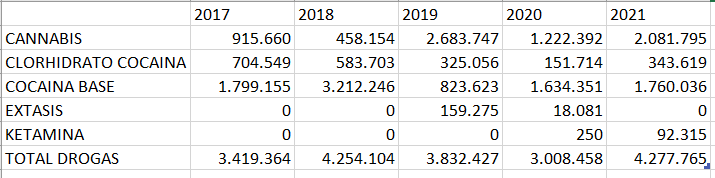 2017 2018 2019 2020 2021
CANNABIS 915.660 458.154 2.683.747 1.222.392 2.081.795
CLORHIDRATO COCAINA 704.549 583.703 325.056 151.714 343.619
COCAINA BASE 1.799.155 3.212.246 823.623 1.634.351 1.760.036
EXTASIS 0 0 159.275 18.081 0
KETAMINA 0 0 0 250 92.315
TOTAL DROGAS 3.419.364 4.254.104 3.832.427 3.008.458 4.277.765